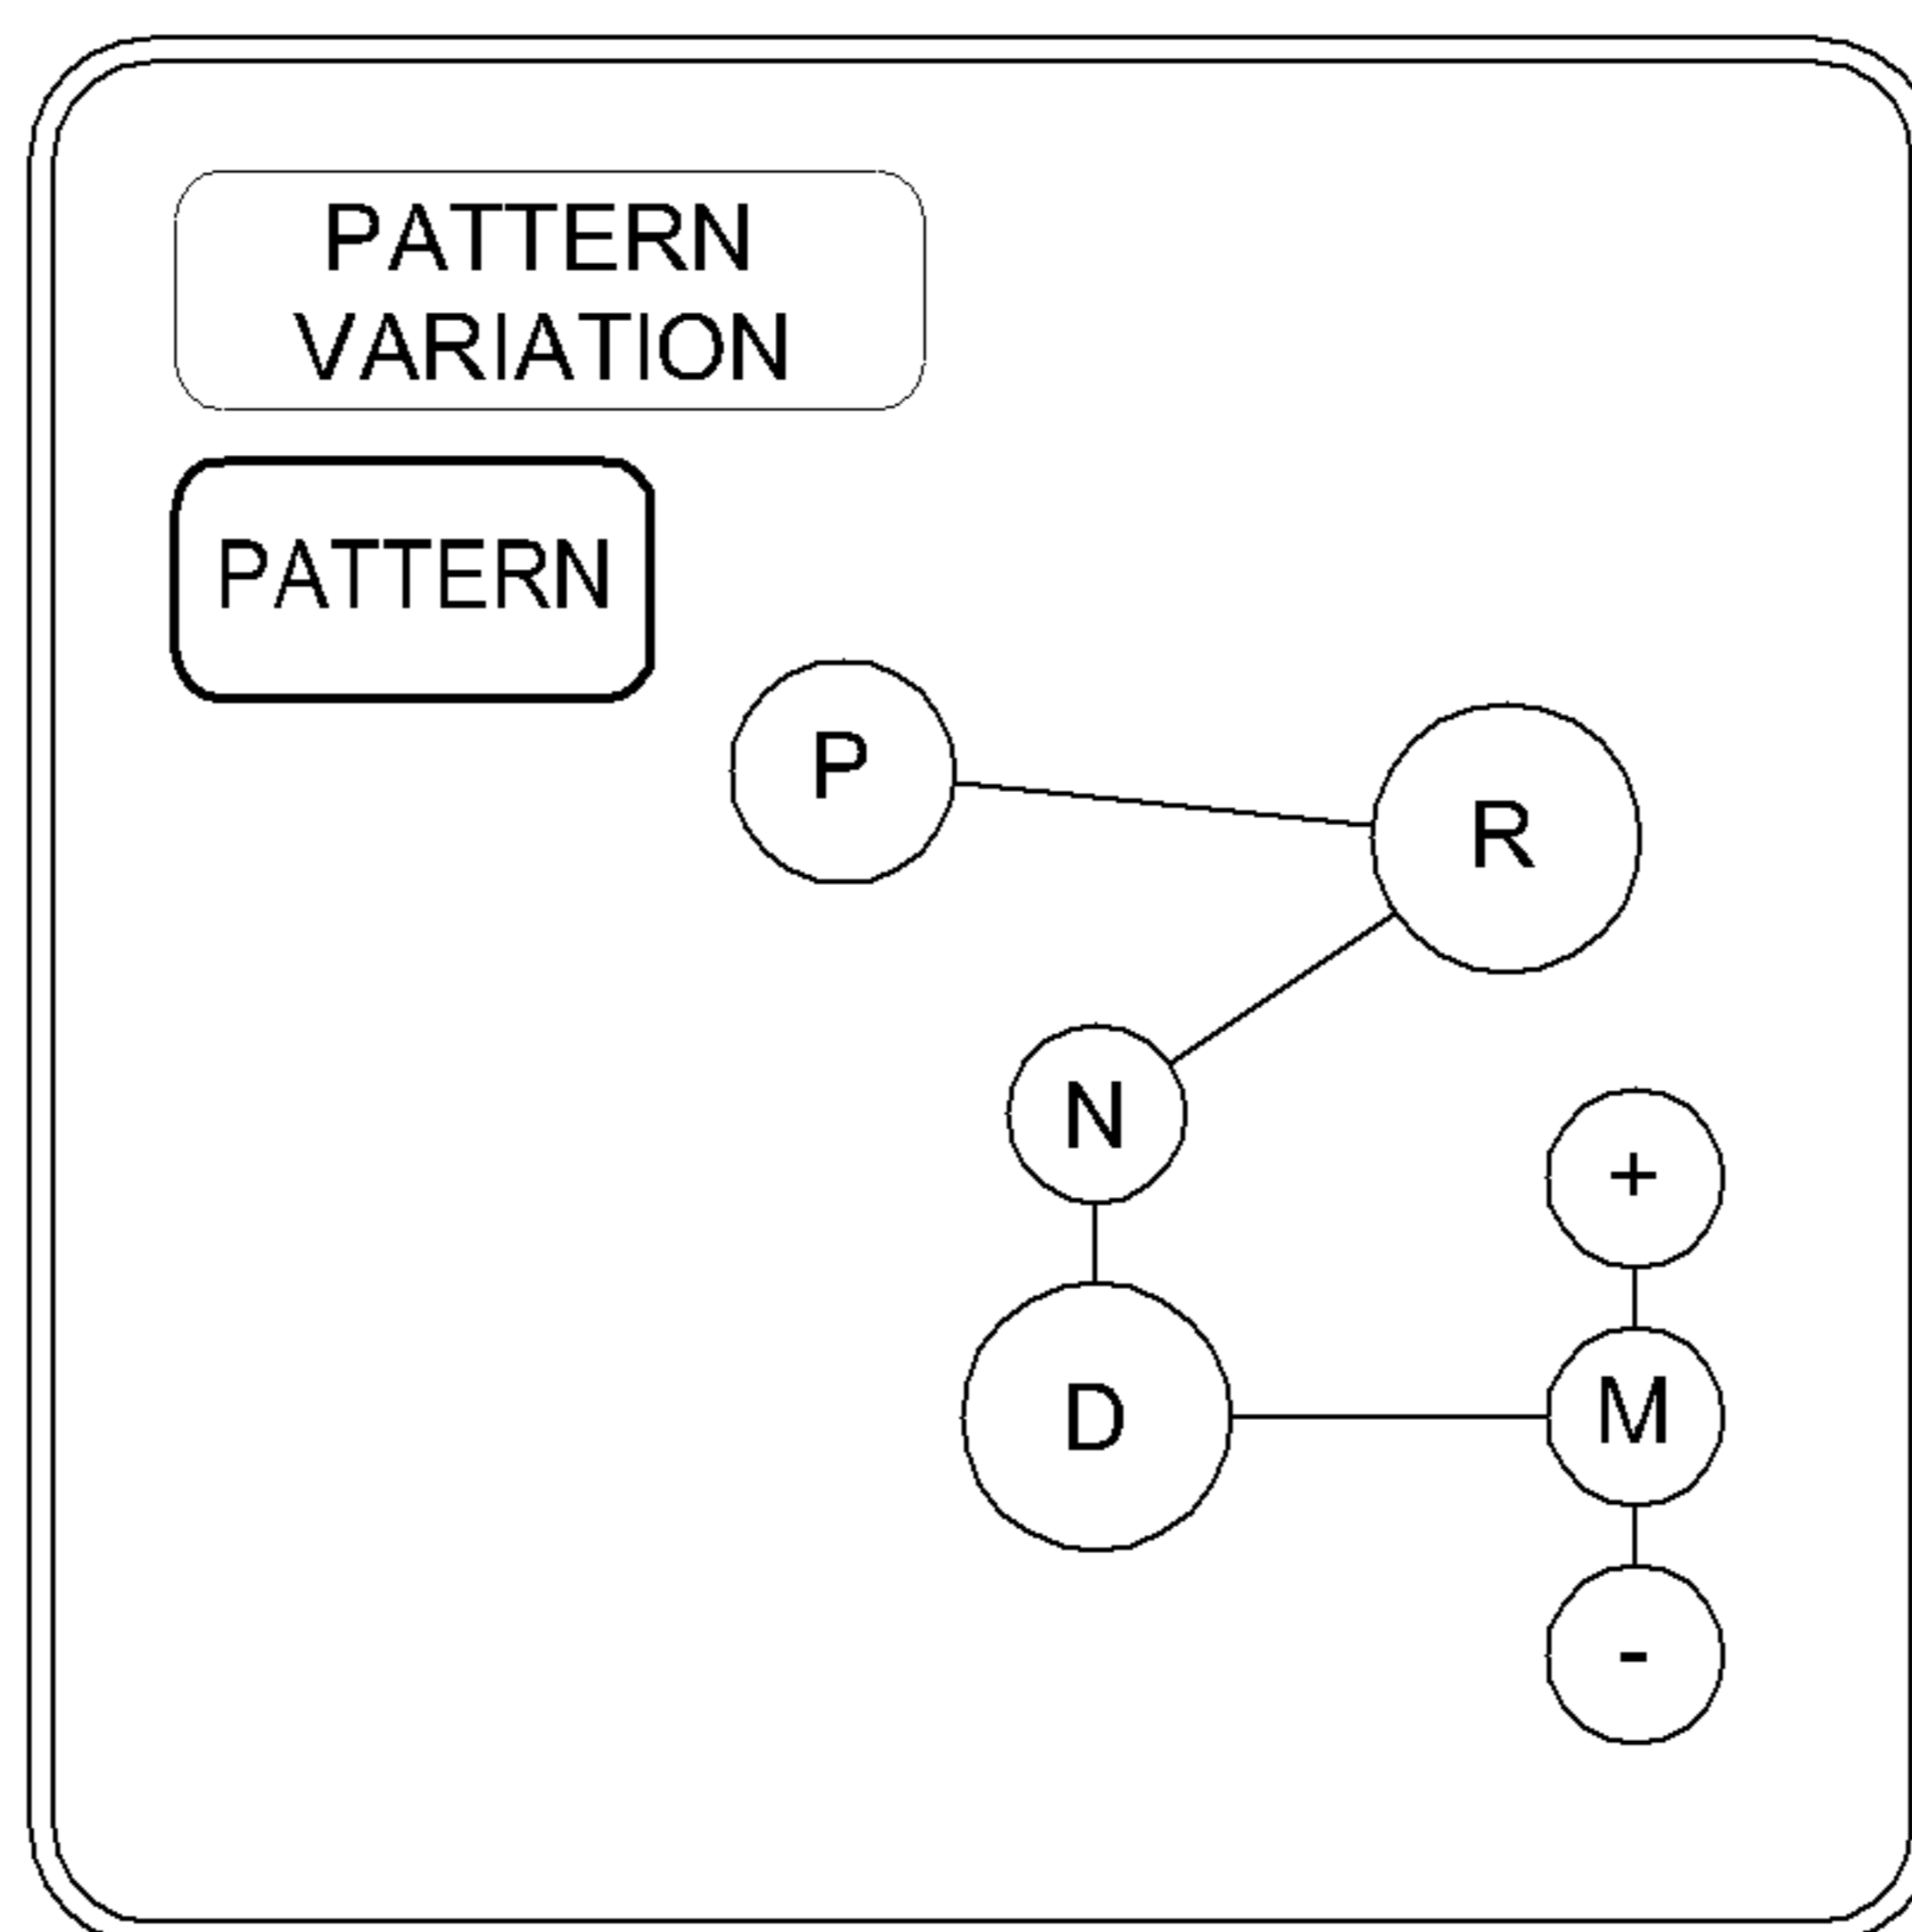 PATTERN
VARIATION
PATTERN
P
R
N
+
D
M
-